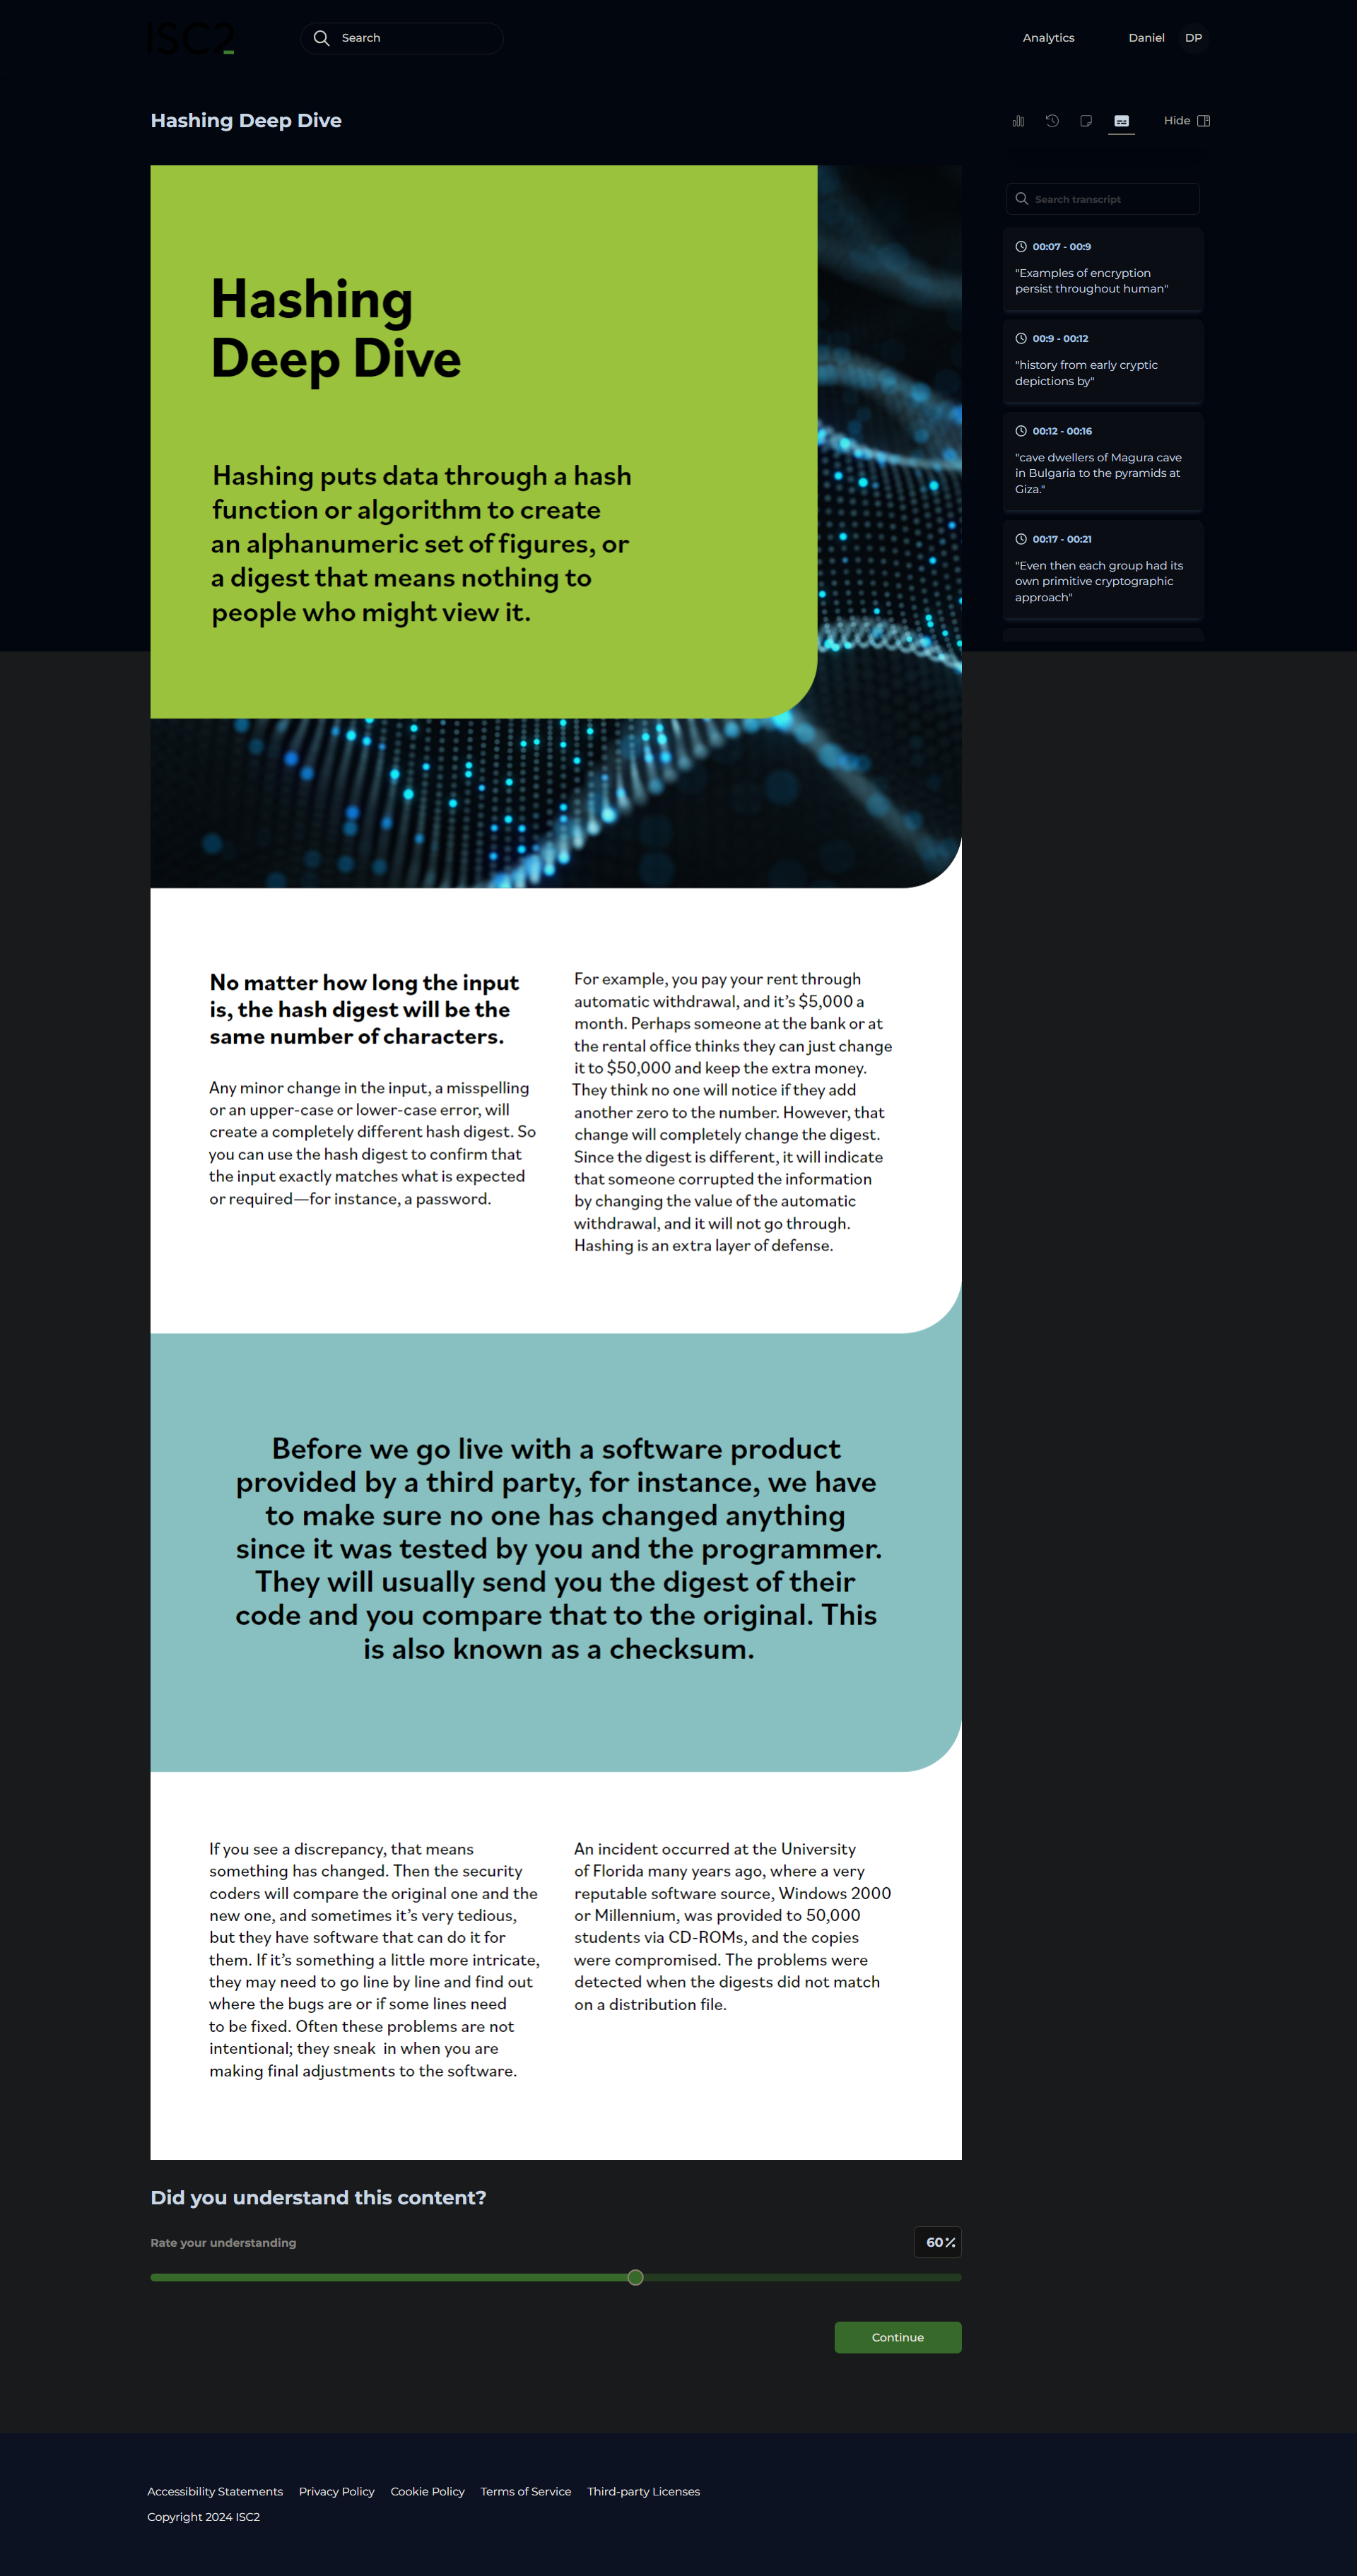 ISC2
Search
Analytics
Daniel
DP
Hashing Deep Dive
Hide
Hashing
Deep Dive
Hashing puts data through a hash
function or algorithm to create
an alphanumeric set of figures, or
a digest that means nothing to
people who might view it.
Search transcript
00:07 - 00:9
"Examples of encryption
persist throughout human"
00:9 - 00:12
"history from early cryptic
depictions by"
00:12 - 00:16
"cave dwellers of Magura cave
in Bulgaria to the pyramids at
Giza."
00:17 - 00:21
"Even then each group had its
own primitive cryptographic
approach"
No matter how long the input
is, the hash digest will be the
same number of characters.
Any minor change in the input, a misspelling
or an upper-case or lower-case error, will
create a completely different hash digest. So
you can use the hash digest to confirm that
the input exactly matches what is expected
or required—for instance, a password.
For example, you pay your rent through
automatic withdrawal, and it’s $5,000 a
month. Perhaps someone at the bank or at
the rental office thinks they can just change
it to $50,000 and keep the extra money.
They think no one will notice if they add
another zero to the number. However, that
change will completely change the digest.
Since the digest is different, it will indicate
that someone corrupted the information
by changing the value of the automatic
withdrawal, and it will not go through.
Hashing is an extra layer of defense.
Before we go live with a software product
provided by a third party, for instance, we have
to make sure no one has changed anything
since it was tested by you and the programmer.
They will usually send you the digest of their
code and you compare that to the original. This
is also known as a checksum.
If you see a discrepancy, that means
something has changed. Then the security
coders will compare the original one and the
new one, and sometimes it’s very tedious,
but they have software that can do it for
them. If it’s something a little more intricate,
they may need to go line by line and find out
where the bugs are or if some lines need
to be fixed. Often these problems are not
intentional; they sneak  in when you are
making final adjustments to the software.
An incident occurred at the University
of Florida many years ago, where a very
reputable software source, Windows 2000
or Millennium, was provided to 50,000
students via CD-ROMs, and the copies
were compromised. The problems were
detected when the digests did not match
on a distribution file.
Did you understand this content?
Rate your understanding
60%
Continue
Accessibility Statements
Privacy Policy
Cookie Policy
Terms of Service
Third-party Licenses
Copyright 2024 ISC2